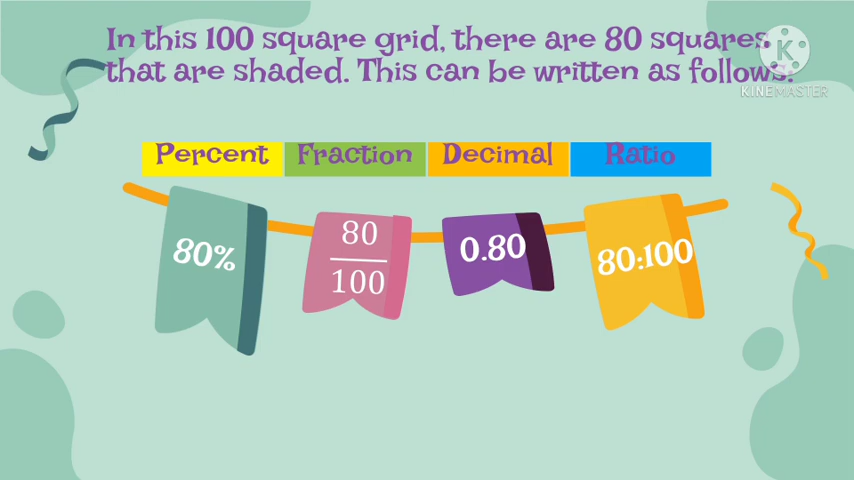 In this 100 square grid, there are 80 squares
that are shaded. This can be written as follows:
KINEMASTER
Percent Fraction Decimal Ratio
80% 80/100 0.80 80:100